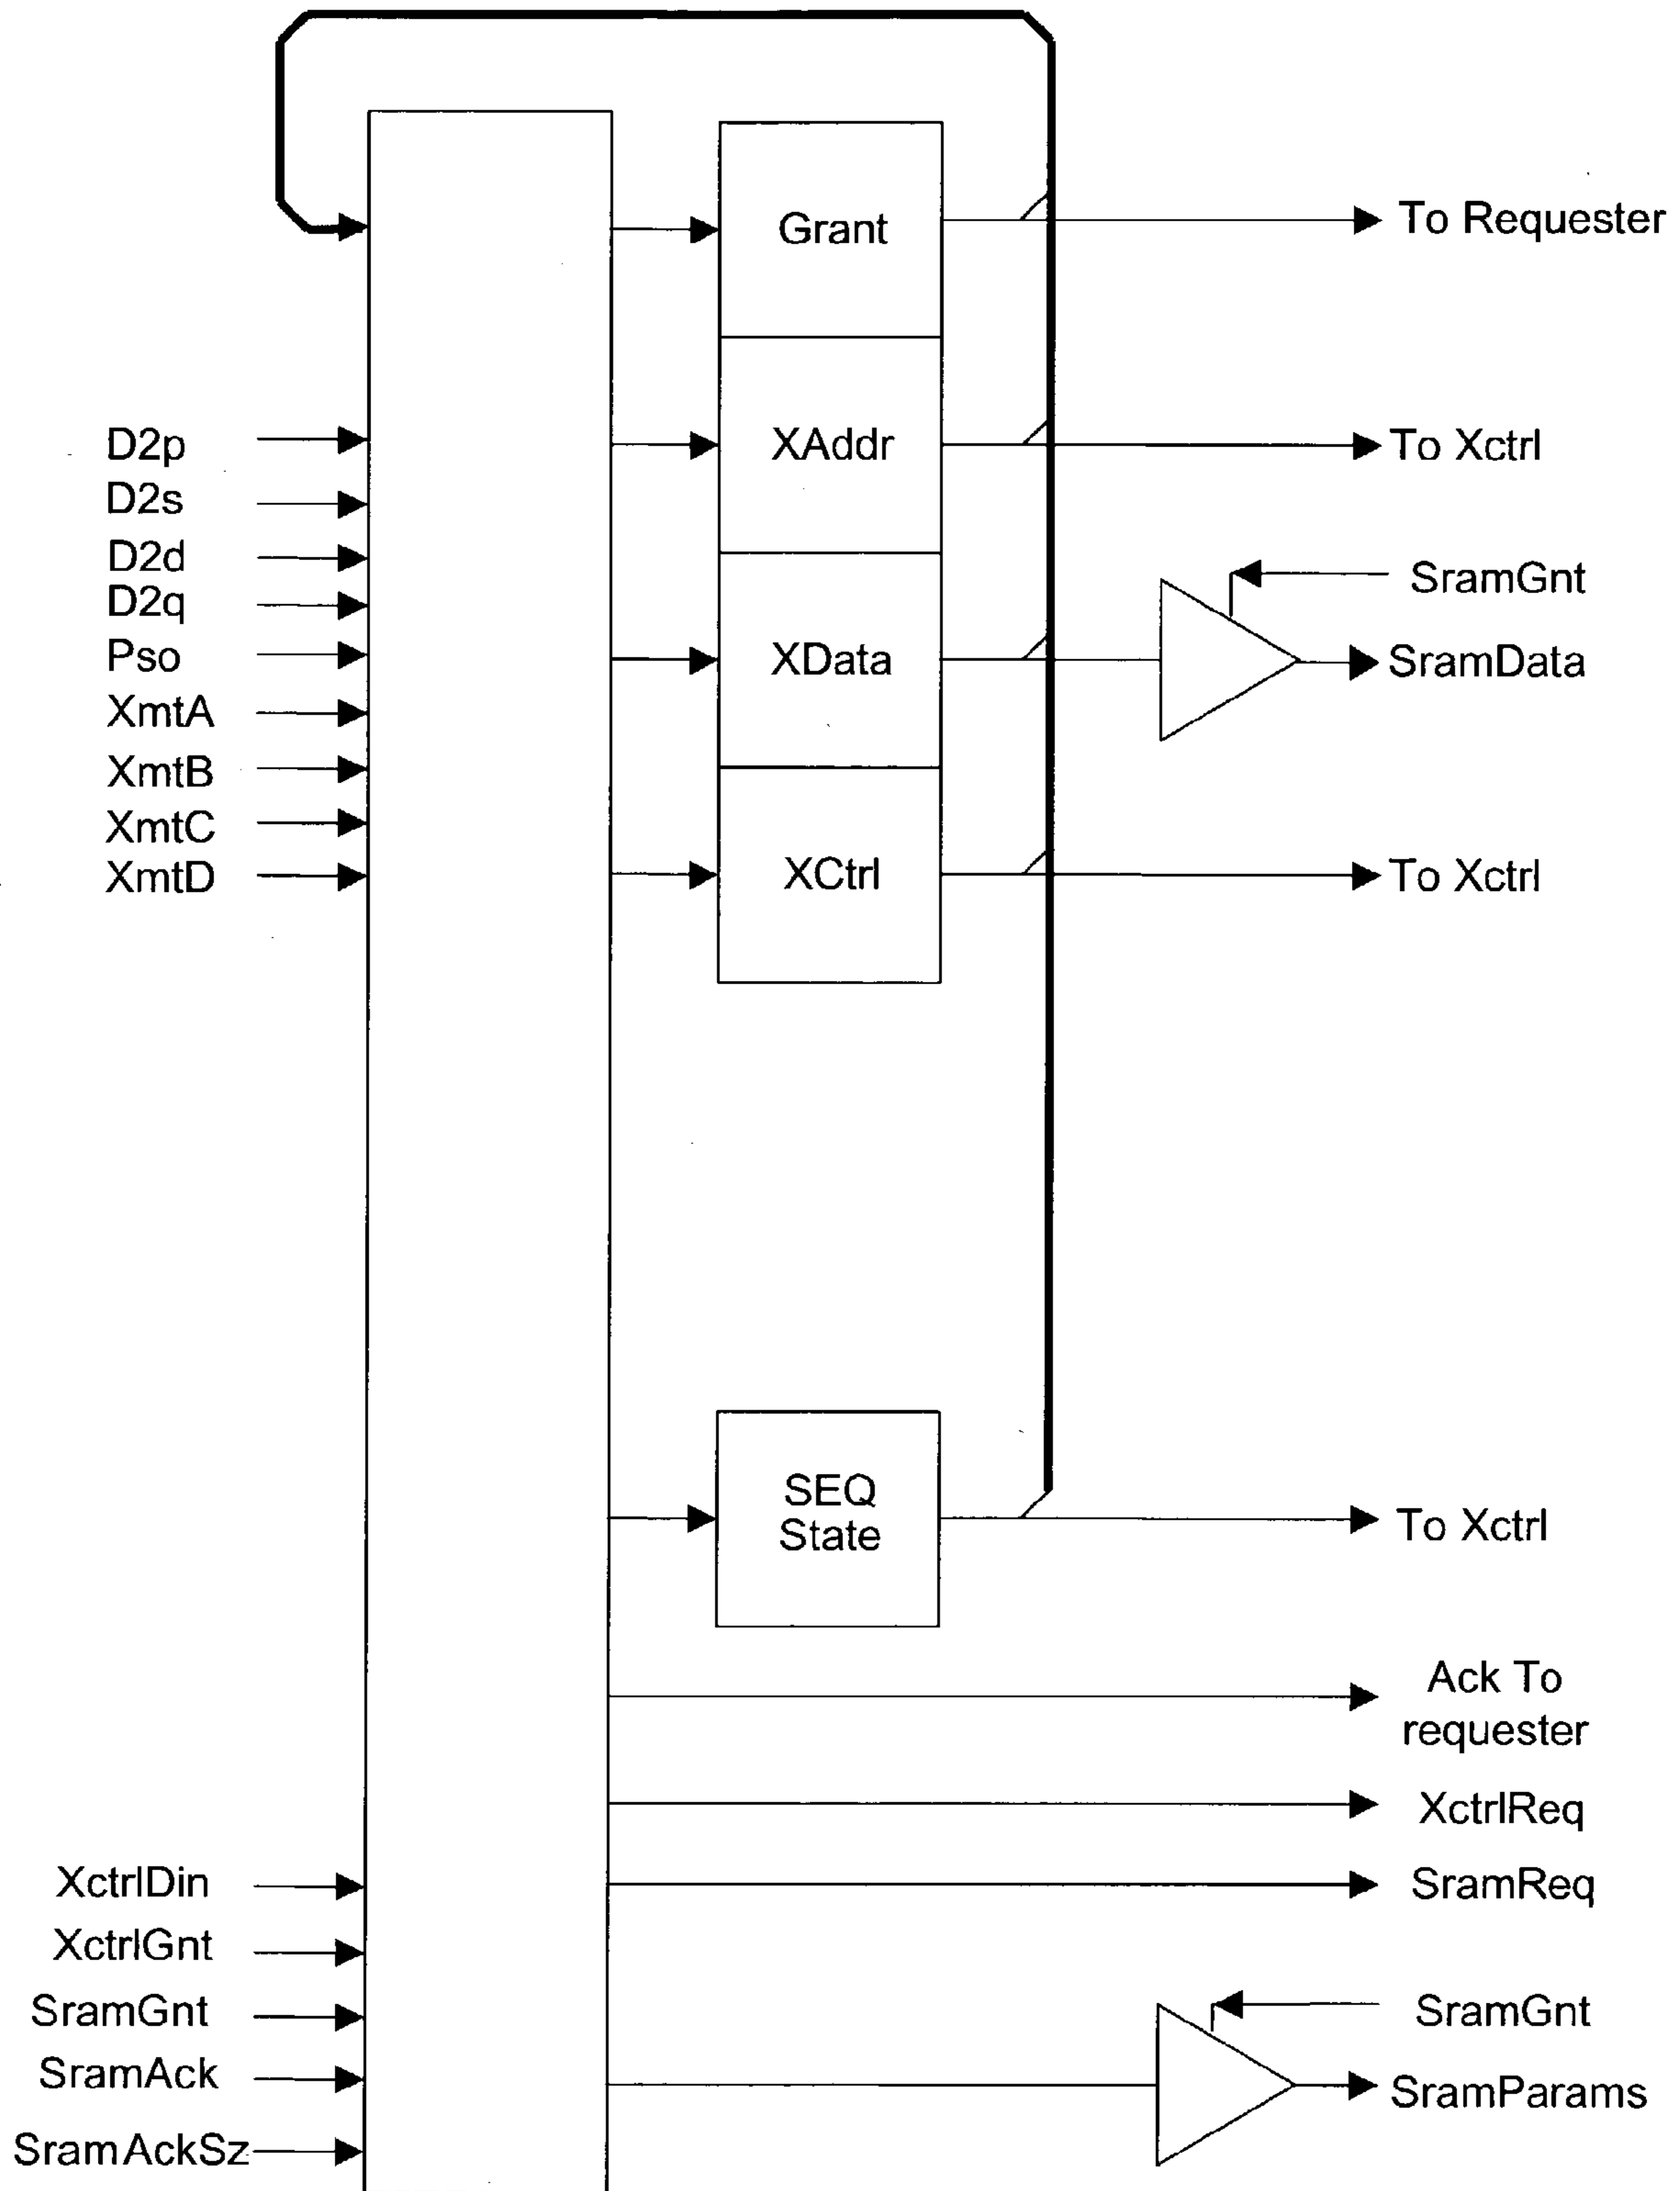 Grant
To Requester
D2p
XAddr
To Xctrl
D2s
D2d
SramGnt
D2q
Pso
XData
SramData
XmtA
XmtB
XmtC
XmtD
XCtrl
To Xctrl
SEQ
State
To Xctrl
Ack To
requester
XctrlReq
XctrlDin
SramReq
XctrlGnt
SramGnt
SramGnt
SramAck
SramParams
SramAckSz